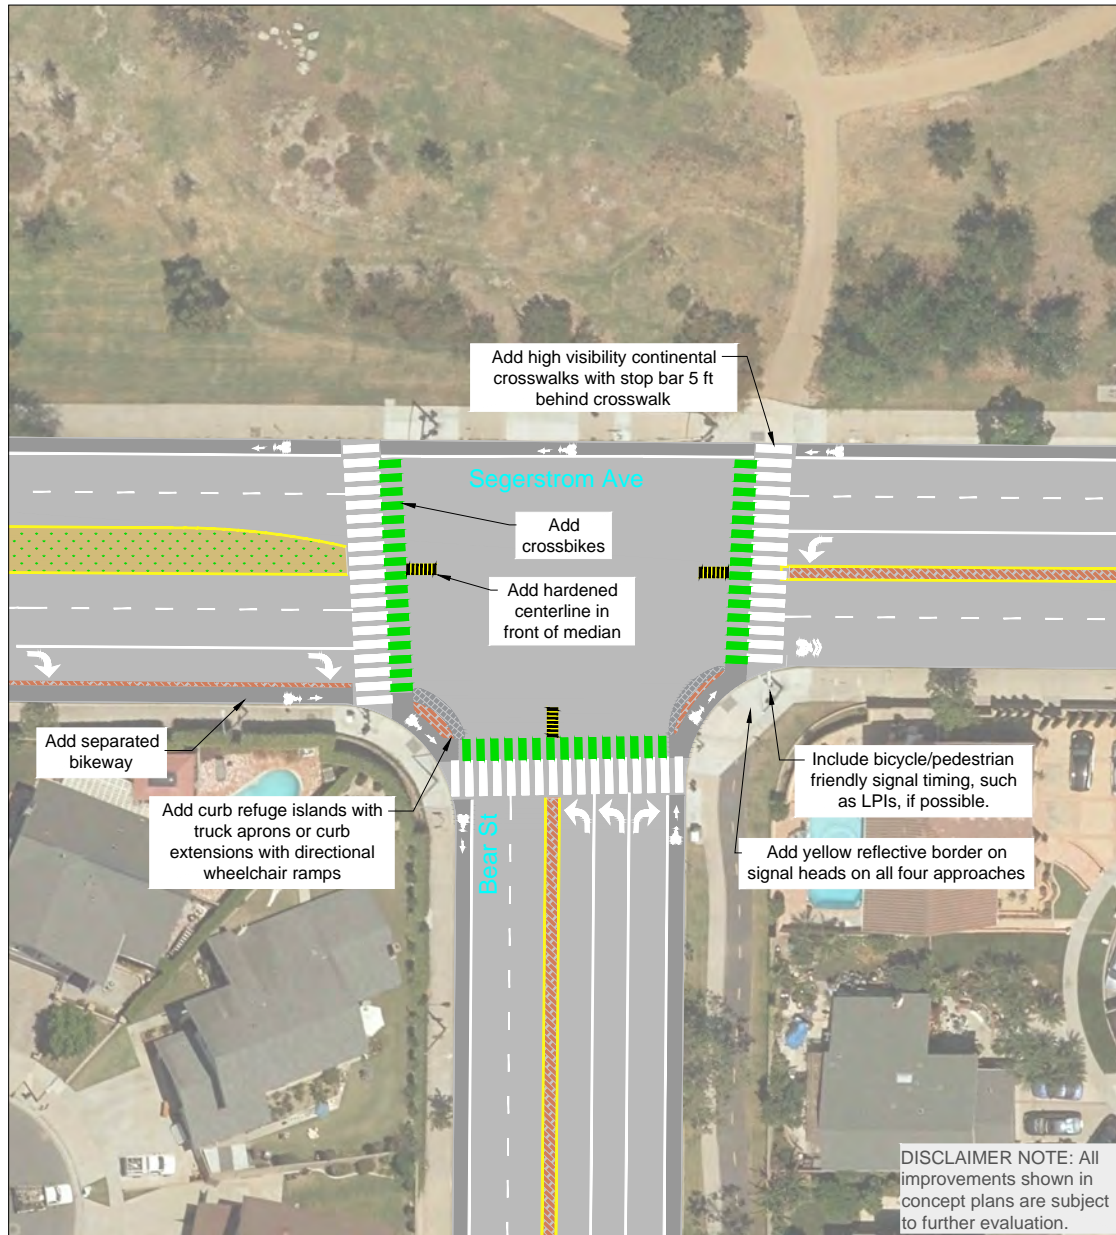 Add high visibility continental
crosswalks with stop bar 5 ft
behind crosswalk
Segerstrom Ave
Add
crossbikes
Add hardened
centerline in
front of median
Add separated
bikeway
Include bicycle/pedestrian
friendly signal timing, such
as LPIs, if possible.
Add curb refuge islands with
truck aprons or curb
extensions with directional
wheelchair ramps
Bear St
Add yellow reflective border on
signal heads on all four approaches
DISCLAIMER NOTE: All
improvements shown in
concept plans are subject
to further evaluation.